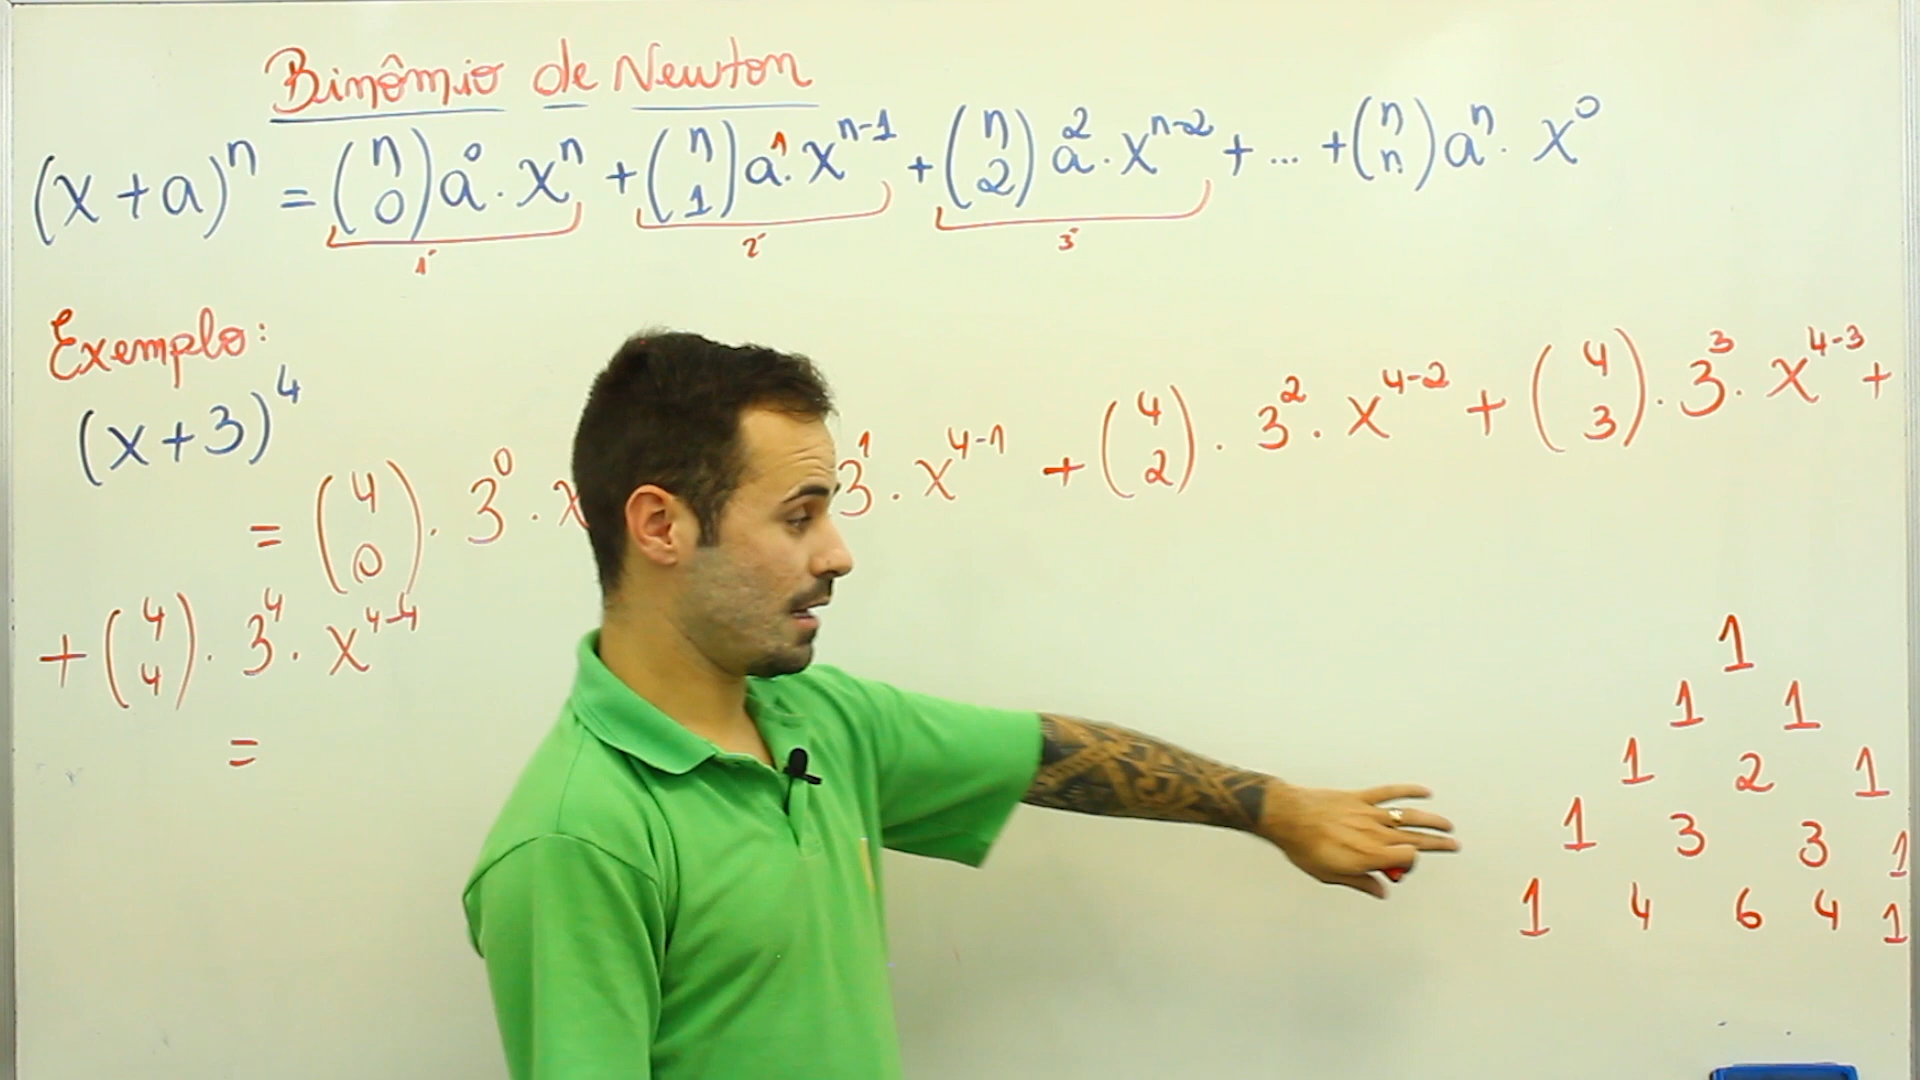 Binômio de Newton
(x + a)ⁿ = (n 0) a⁰ · xⁿ + (n 1) a¹ · xⁿ⁻¹ + (n 2) a² · xⁿ⁻² + ... + (n n) aⁿ · x⁰
1º 2º 3º
Exemplo:
(x + 3)⁴
= (4 0) · 3⁰ · x 3¹ · x⁴⁻¹ + (4 2) · 3² · x⁴⁻² + (4 3) · 3³ · x⁴⁻³ +
+ (4 4) · 3⁴ · x⁴⁻⁴
=
1
1 1
1 2 1
1 3 3 1
1 4 6 4 1